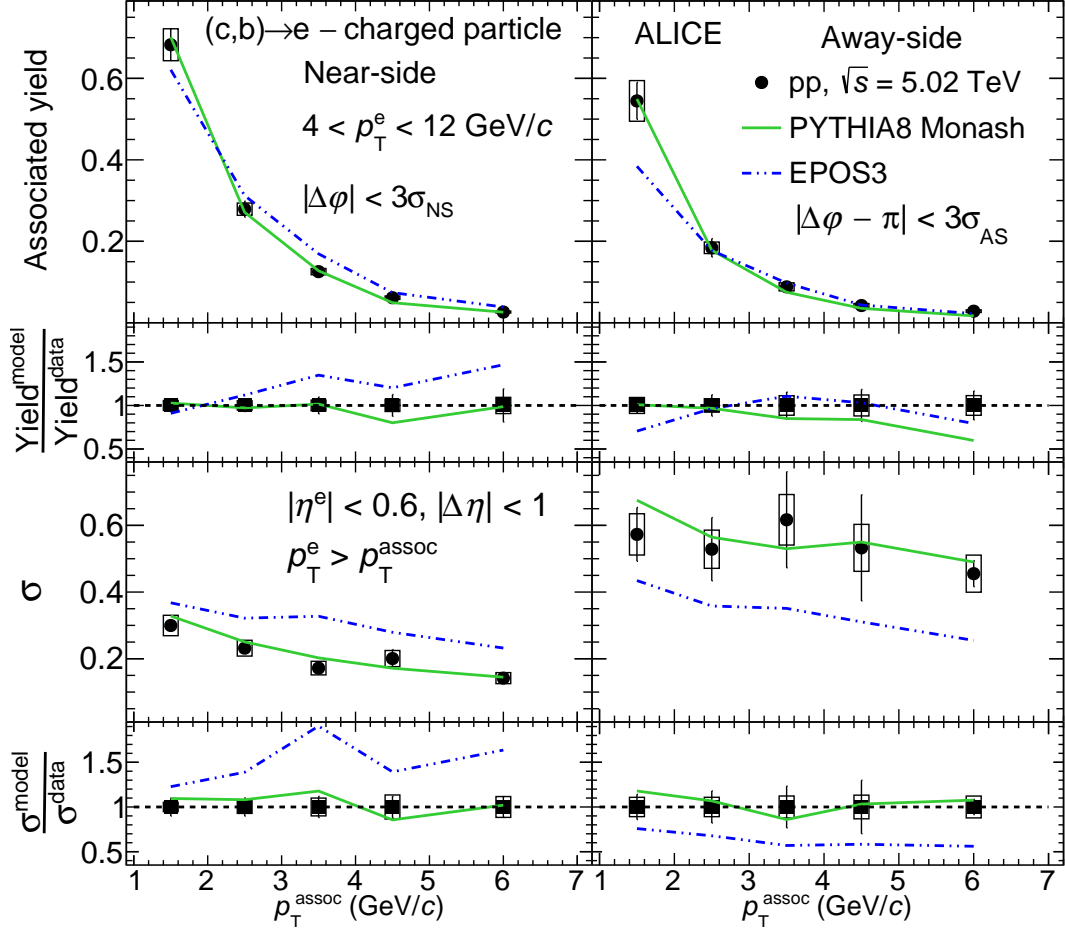 (c,b)→e – charged particle
Near-side
4 < p_T^e < 12 GeV/c
|Δφ| < 3σ_NS
Associated yield
0.6
0.4
0.2
ALICE
Away-side
pp, √s = 5.02 TeV
PYTHIA8 Monash
EPOS3
|Δφ − π| < 3σ_AS
Yield^model
Yield^data
1.5
1
0.5
|η^e| < 0.6, |Δη| < 1
p_T^e > p_T^assoc
σ
0.6
0.4
0.2
σ^model
σ^data
1.5
1
0.5
1 2 3 4 5 6 7
p_T^assoc (GeV/c)
1 2 3 4 5 6 7
p_T^assoc (GeV/c)